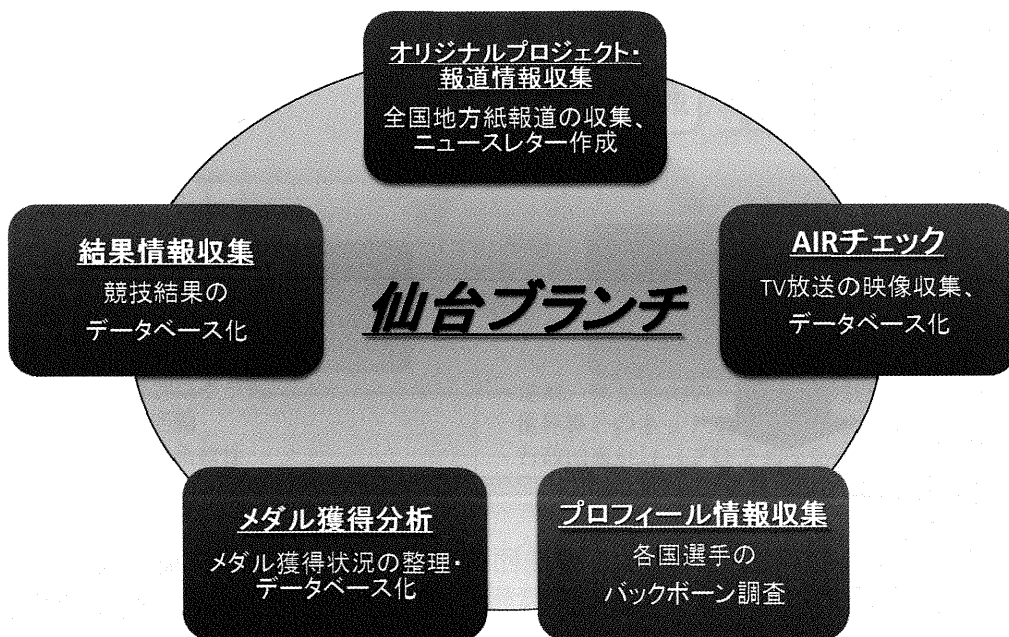 オリジナルプロジェクト・
報道情報収集
全国地方紙報道の収集、
ニュースレター作成
結果情報収集
競技結果の
データベース化
仙台ブランチ
AIRチェック
TV放送の映像収集、
データベース化
メダル獲得分析
メダル獲得状況の整理・
データベース化
プロフィール情報収集
各国選手の
バックボーン調査